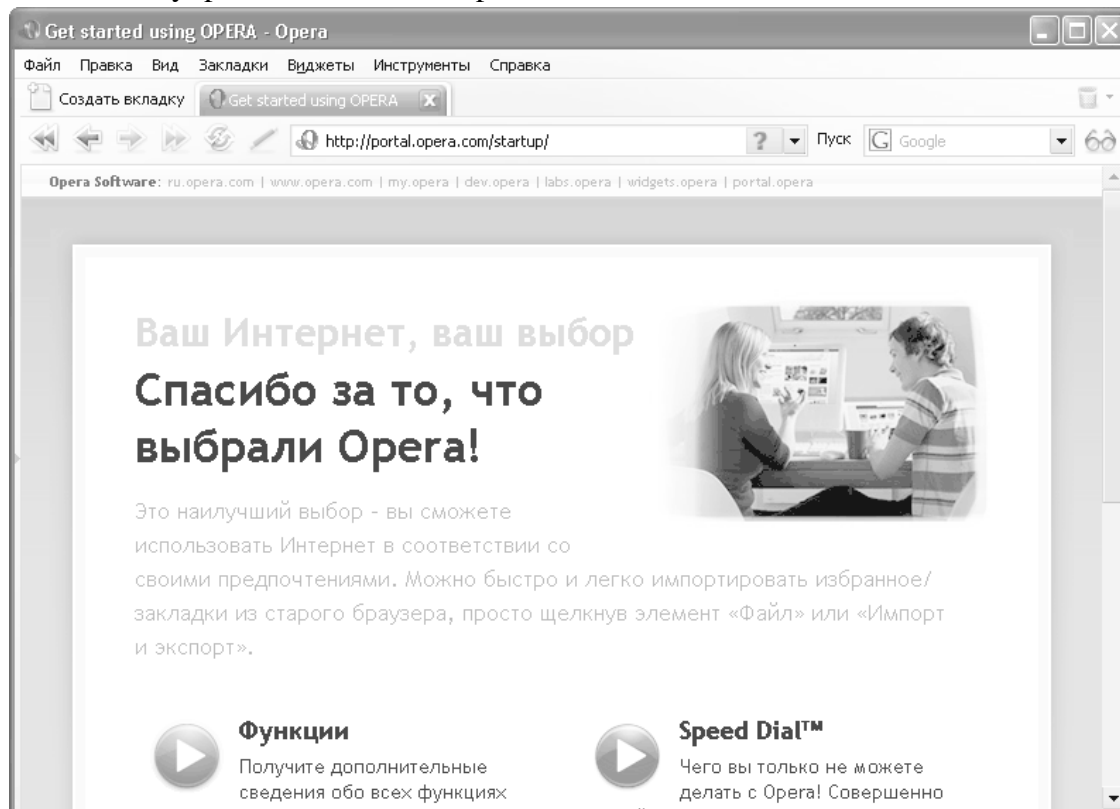 Get started using OPERA - Opera
Файл Правка Вид Закладки Виджеты Инструменты Справка
Создать вкладку Get started using OPERA
http://portal.opera.com/startup/ ? Пуск G Google
Opera Software: ru.opera.com | www.opera.com | my.opera | dev.opera | labs.opera | widgets.opera | portal.opera
Ваш Интернет, ваш выбор
Спасибо за то, что
выбрали Opera!
Это наилучший выбор - вы сможете
использовать Интернет в соответствии со
своими предпочтениями. Можно быстро и легко импортировать избранное/
закладки из старого браузера, просто щелкнув элемент «Файл» или «Импорт
и экспорт».
Функции
Получите дополнительные
сведения обо всех функциях
Speed Dial™
Чего вы только не можете
делать с Opera! Совершенно